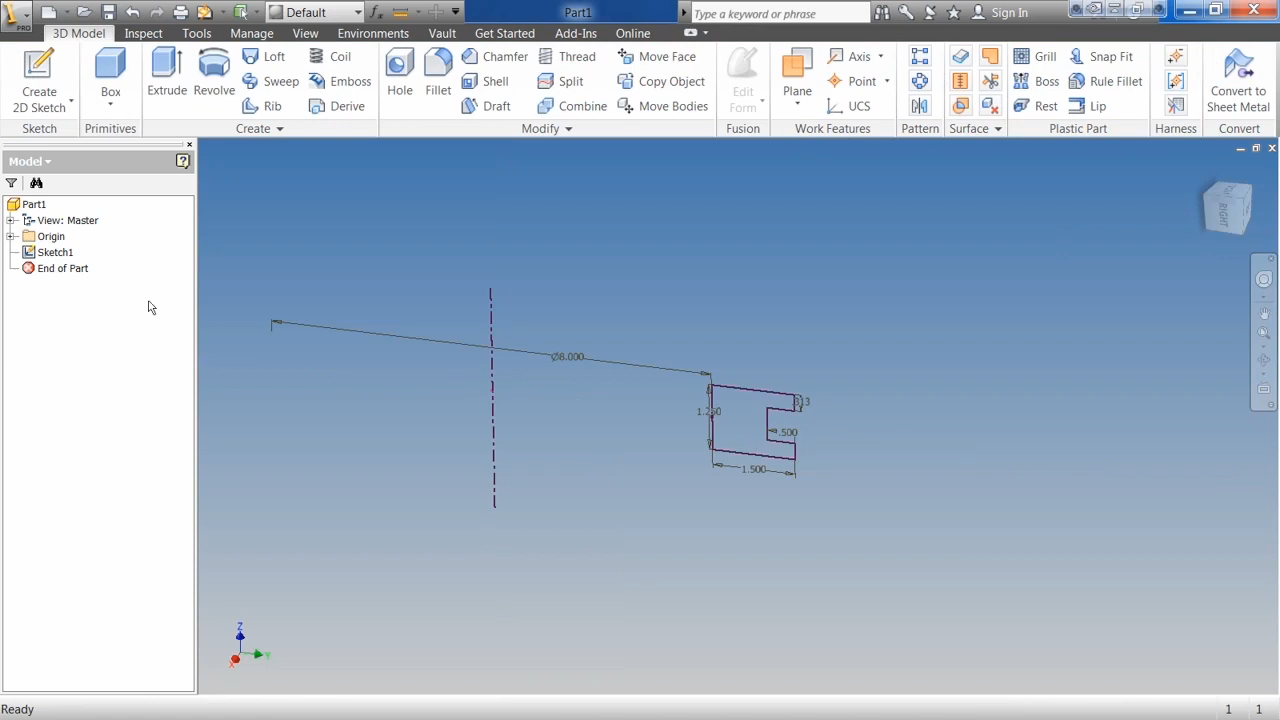 PRO
Default
Part1
Type a keyword or phrase
Sign In
3D Model Inspect Tools Manage View Environments Vault Get Started Add-Ins Online
Create 2D Sketch
Box
Extrude
Revolve
Loft
Sweep
Rib
Coil
Emboss
Derive
Hole
Fillet
Chamfer
Shell
Draft
Thread
Split
Combine
Move Face
Copy Object
Move Bodies
Edit Form
Plane
Axis
Point
UCS
Grill
Boss
Rest
Snap Fit
Rule Fillet
Lip
Convert to Sheet Metal
Sketch Primitives Create Modify Fusion Work Features Pattern Surface Plastic Part Harness Convert
Model
Part1
View: Master
Origin
Sketch1
End of Part
Ø8.000
.313
1.250
.500
1.500
RIGHT
Z
Y
X
Ready
1 1